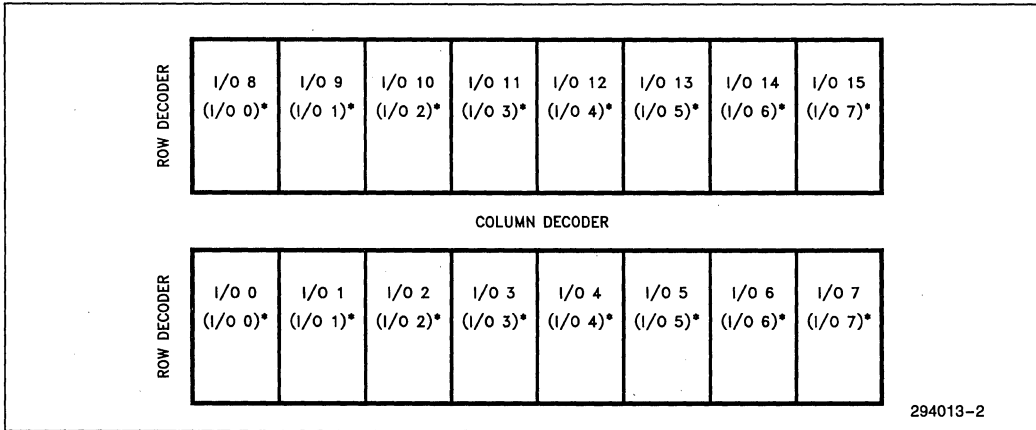 ROW DECODER
I/O 8 I/O 9 I/O 10 I/O 11 I/O 12 I/O 13 I/O 14 I/O 15
(I/O 0)* (I/O 1)* (I/O 2)* (I/O 3)* (I/O 4)* (I/O 5)* (I/O 6)* (I/O 7)*
COLUMN DECODER
ROW DECODER
I/O 0 I/O 1 I/O 2 I/O 3 I/O 4 I/O 5 I/O 6 I/O 7
(I/O 0)* (I/O 1)* (I/O 2)* (I/O 3)* (I/O 4)* (I/O 5)* (I/O 6)* (I/O 7)*
294013-2